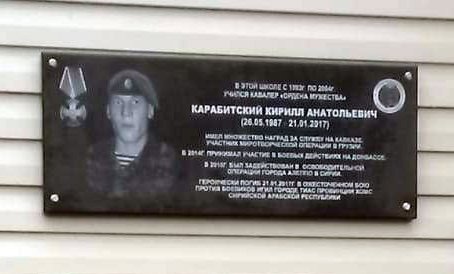 В ЭТОЙ ШКОЛЕ С 1993г ПО 2004г
УЧИЛСЯ КАВАЛЕР «ОРДЕНА МУЖЕСТВА»
КАРАБИТСКИЙ КИРИЛЛ АНАТОЛЬЕВИЧ
(26.05.1987 - 21.01.2017)
ИМЕЛ МНОЖЕСТВО НАГРАД ЗА СЛУЖБУ НА КАВКАЗЕ.
УЧАСТНИК МИРОТВОРЧЕСКОЙ ОПЕРАЦИИ В ГРУЗИИ.
В 2014Г ПРИНИМАЛ УЧАСТИЕ В БОЕВЫХ ДЕЙСТВИЯХ НА ДОНБАССЕ.
БЫЛ ЗАДЕЙСТВОВАН В ОСВОБОДИТЕЛЬНОЙ
ОПЕРАЦИИ ГОРОДА АЛЕППО В СИРИИ.
ГЕРОИЧЕСКИ ПОГИБ 21.01.2017Г В ОЖЕСТОЧЕННОМ БОЮ
ПРОТИВ БОЕВИКОВ ИГИЛ ГОРОДЕ ТИАС ПРОВИНЦИЯ ХОМС
СИРИЙСКОЙ АРАБСКОЙ РЕСПУБЛИКИ